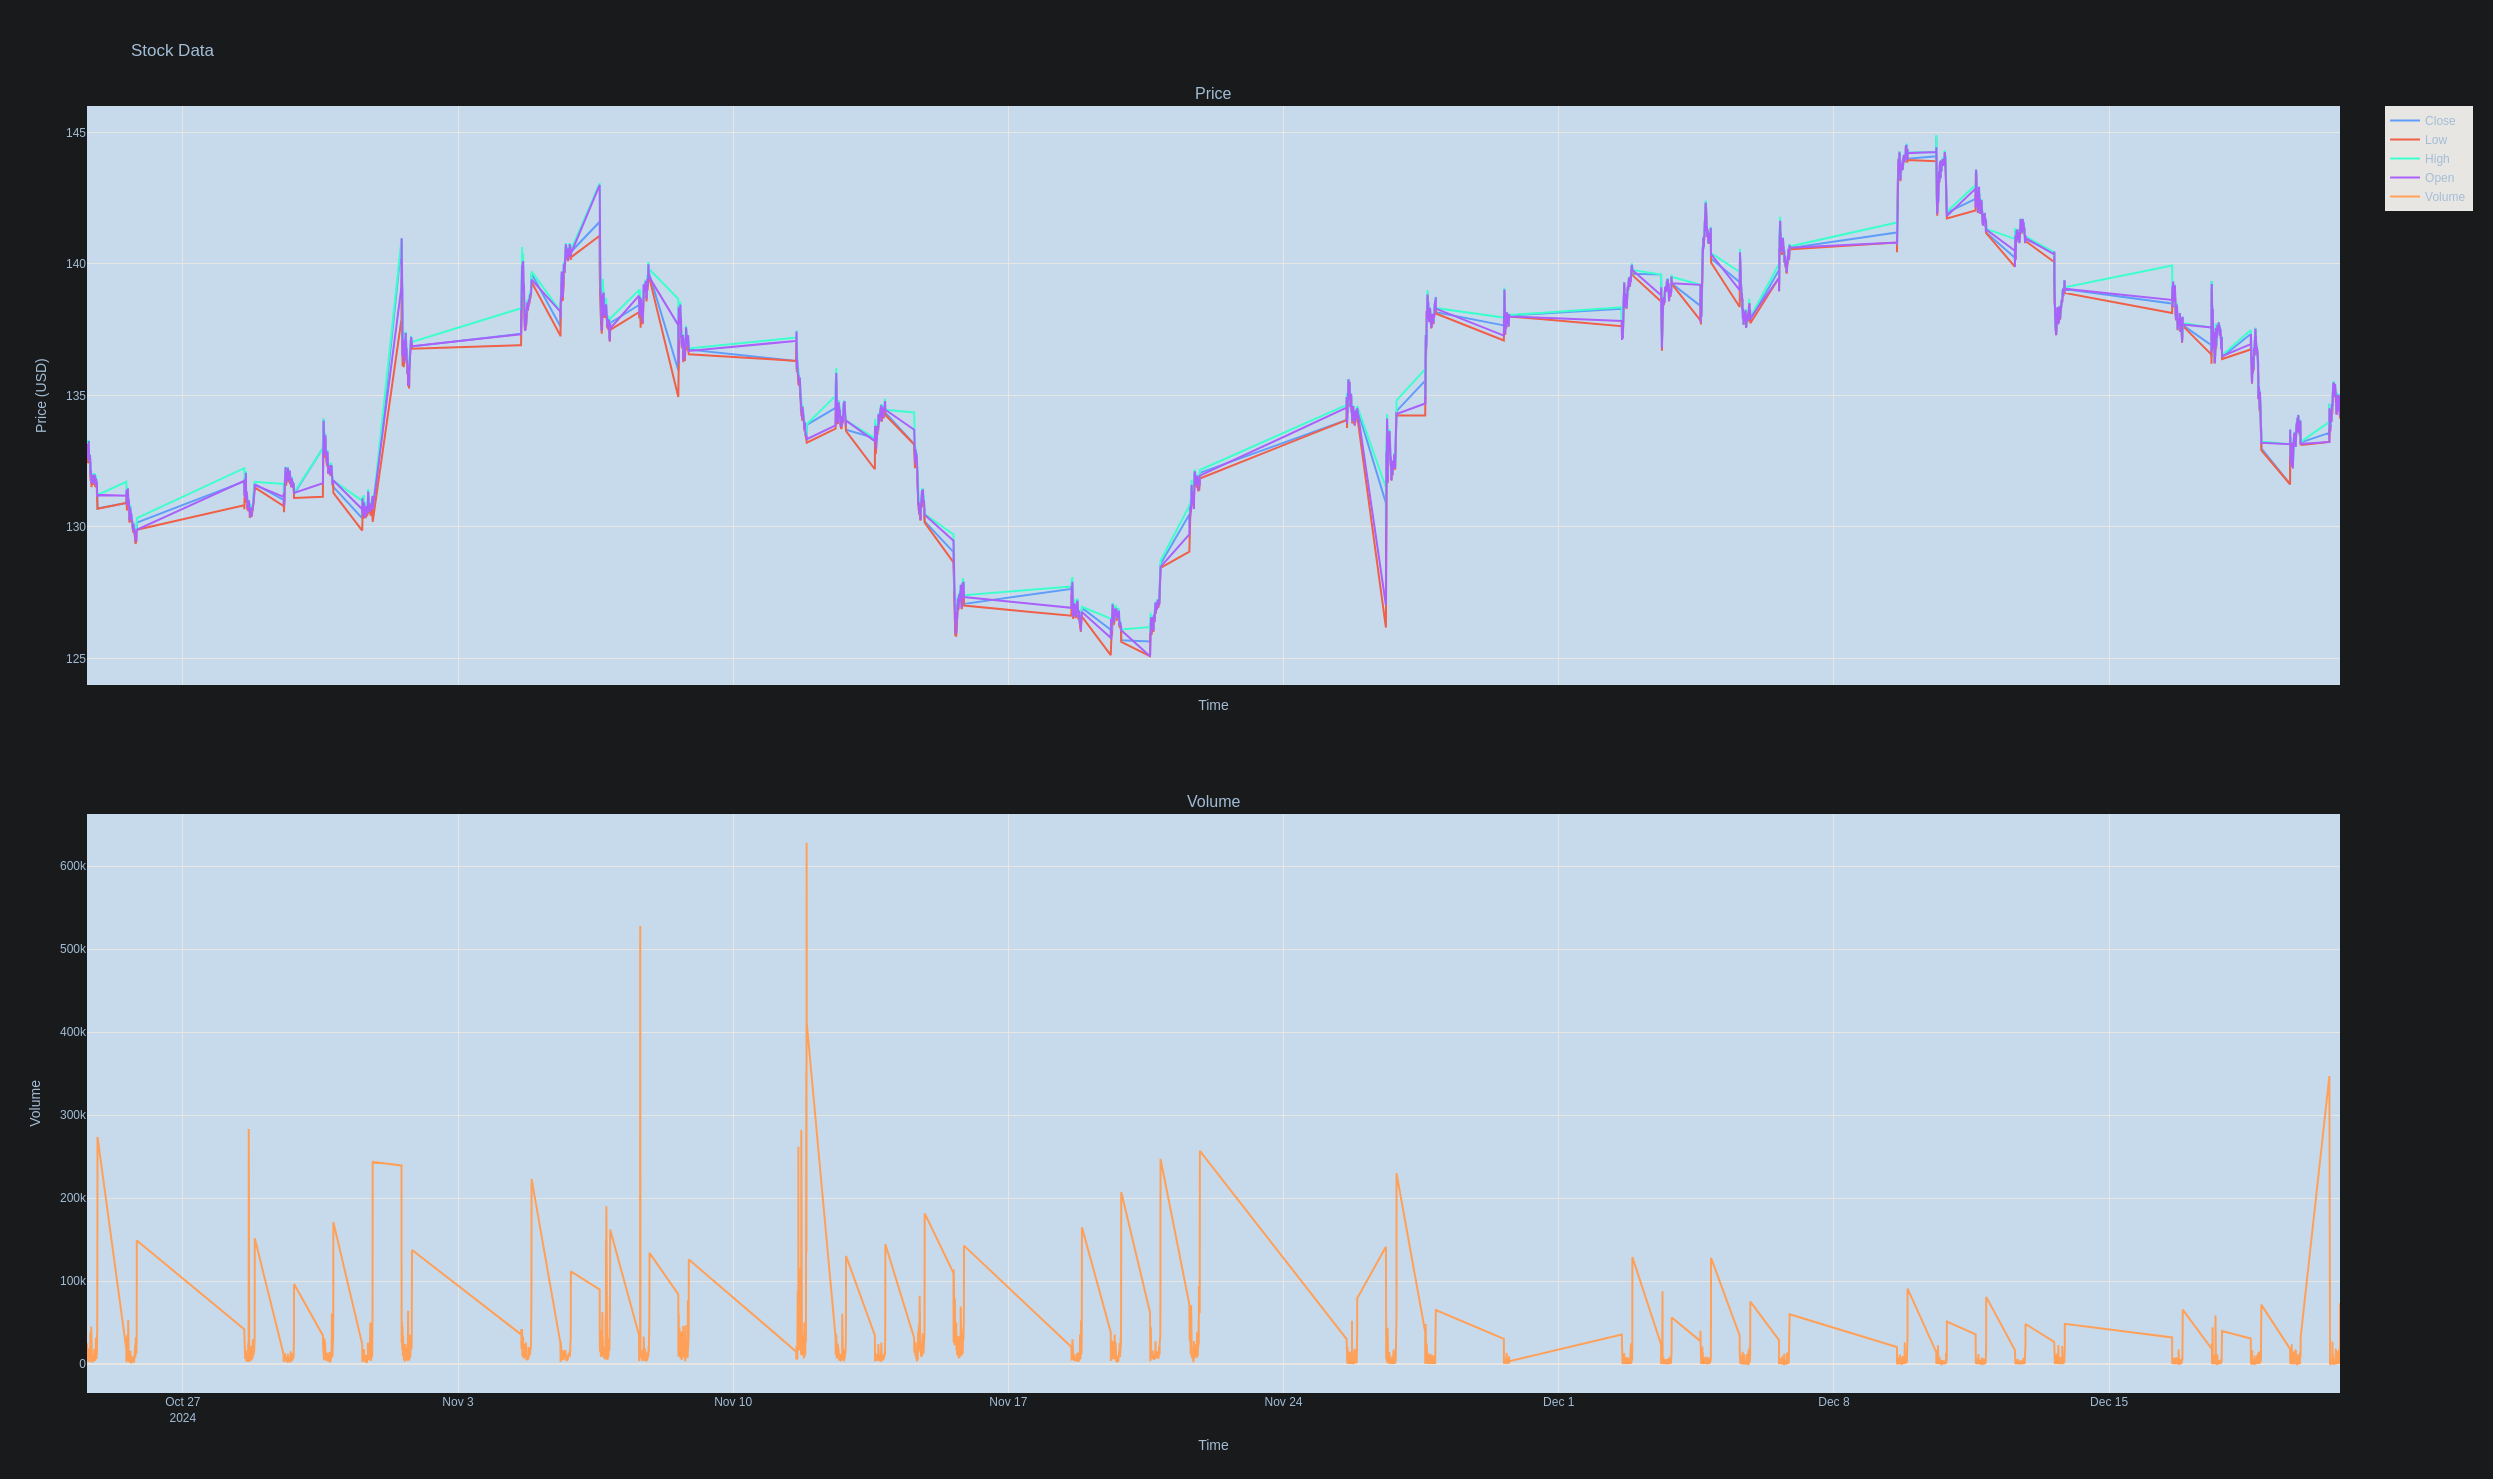 Stock Data
Price
145
140
135
130
125
Price (USD)
Time
Close
Low
High
Open
Volume
Volume
600k
500k
400k
300k
200k
100k
0
Volume
Oct 27
2024
Nov 3
Nov 10
Nov 17
Nov 24
Dec 1
Dec 8
Dec 15
Time